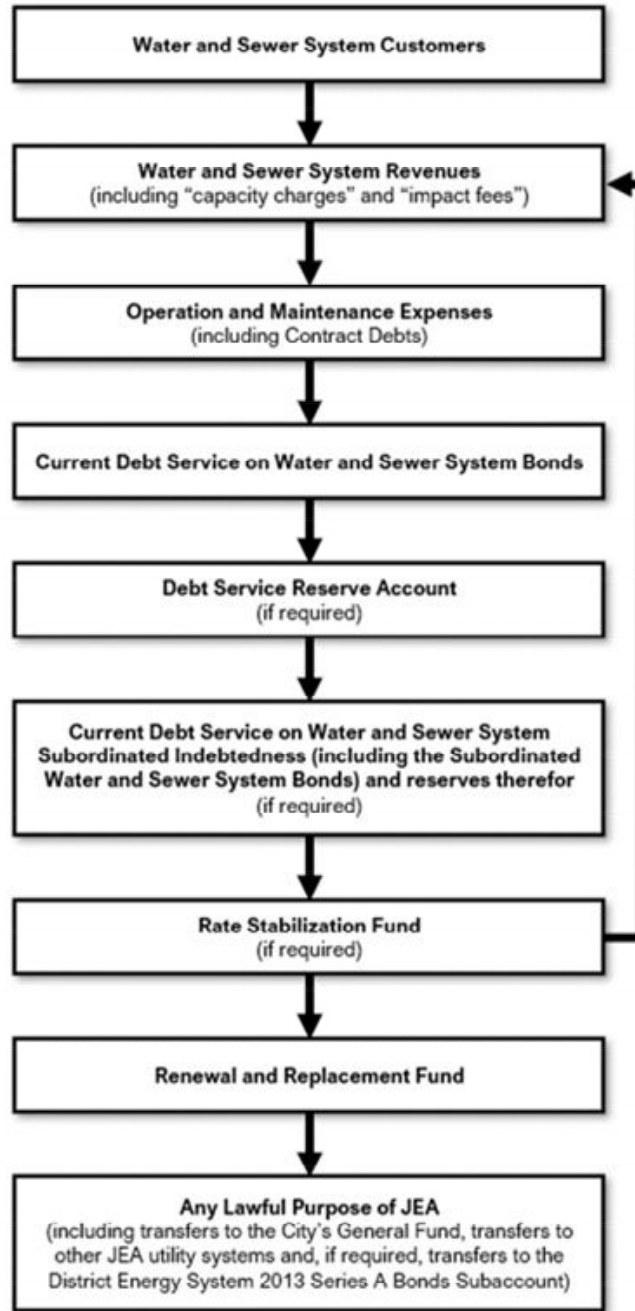 Water and Sewer System Customers
Water and Sewer System Revenues
(including “capacity charges” and “impact fees”)
Operation and Maintenance Expenses
(including Contract Debts)
Current Debt Service on Water and Sewer System Bonds
Debt Service Reserve Account
(if required)
Current Debt Service on Water and Sewer System
Subordinated Indebtedness (including the Subordinated
Water and Sewer System Bonds) and reserves therefor
(if required)
Rate Stabilization Fund
(if required)
Renewal and Replacement Fund
Any Lawful Purpose of JEA
(including transfers to the City’s General Fund, transfers to
other JEA utility systems and, if required, transfers to the
District Energy System 2013 Series A Bonds Subaccount)